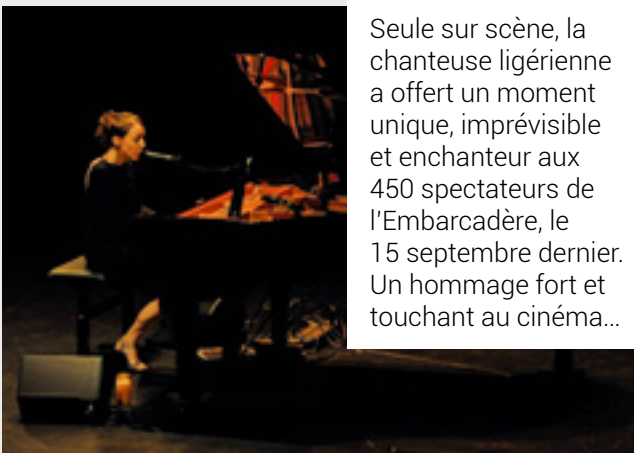 Seule sur scène, la
chanteuse ligérienne
a offert un moment
unique, imprévisible
et enchanteur aux
450 spectateurs de
l'Embarcadère, le
15 septembre dernier.
Un hommage fort et
touchant au cinéma...